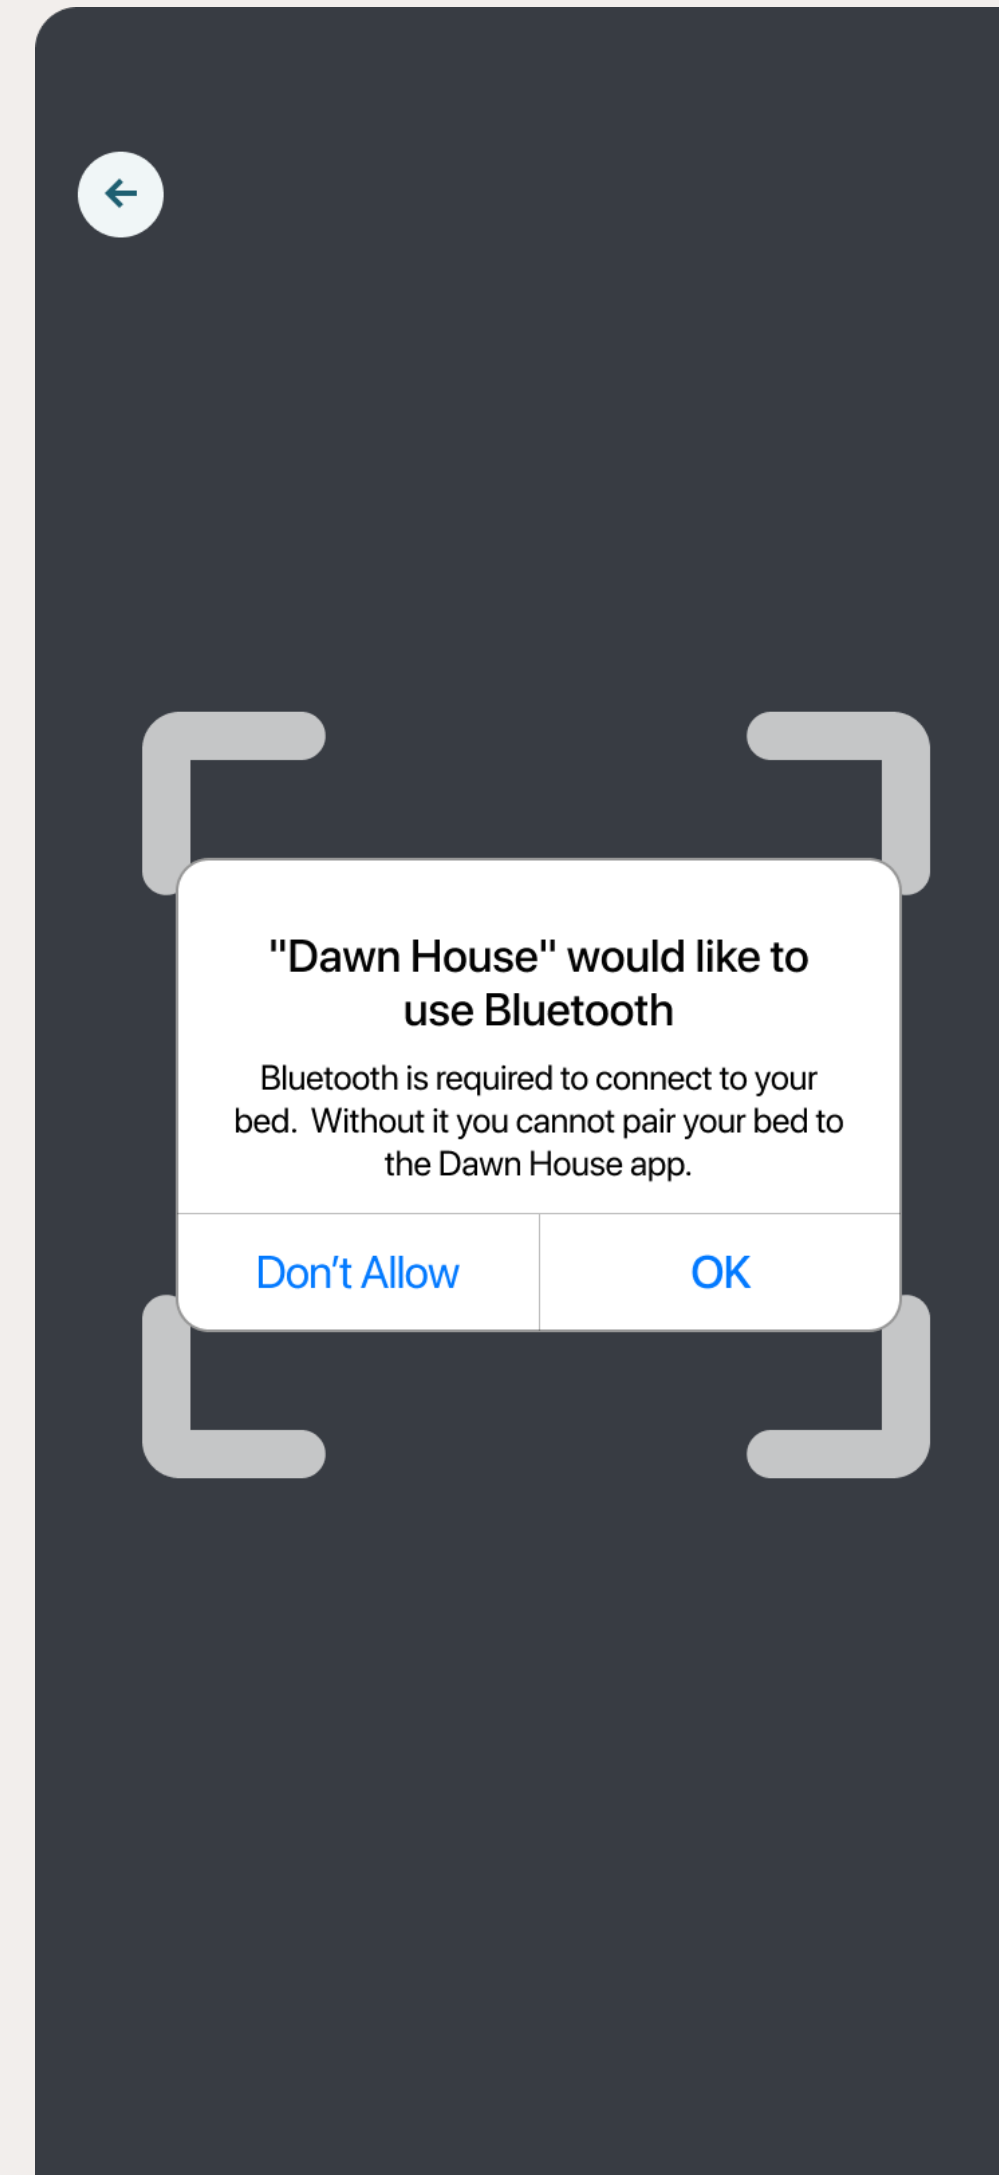 "Dawn House" would like to
use Bluetooth
Bluetooth is required to connect to your
bed.  Without it you cannot pair your bed to
the Dawn House app.
Don’t Allow
OK